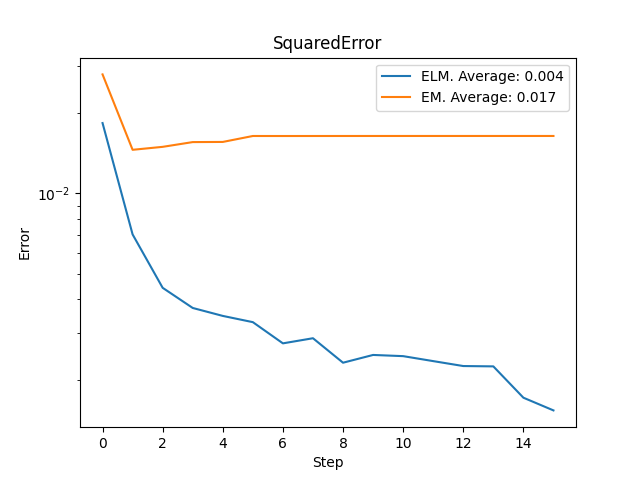 SquaredError
ELM. Average: 0.004
EM. Average: 0.017
10⁻²
Error
0 2 4 6 8 10 12 14
Step